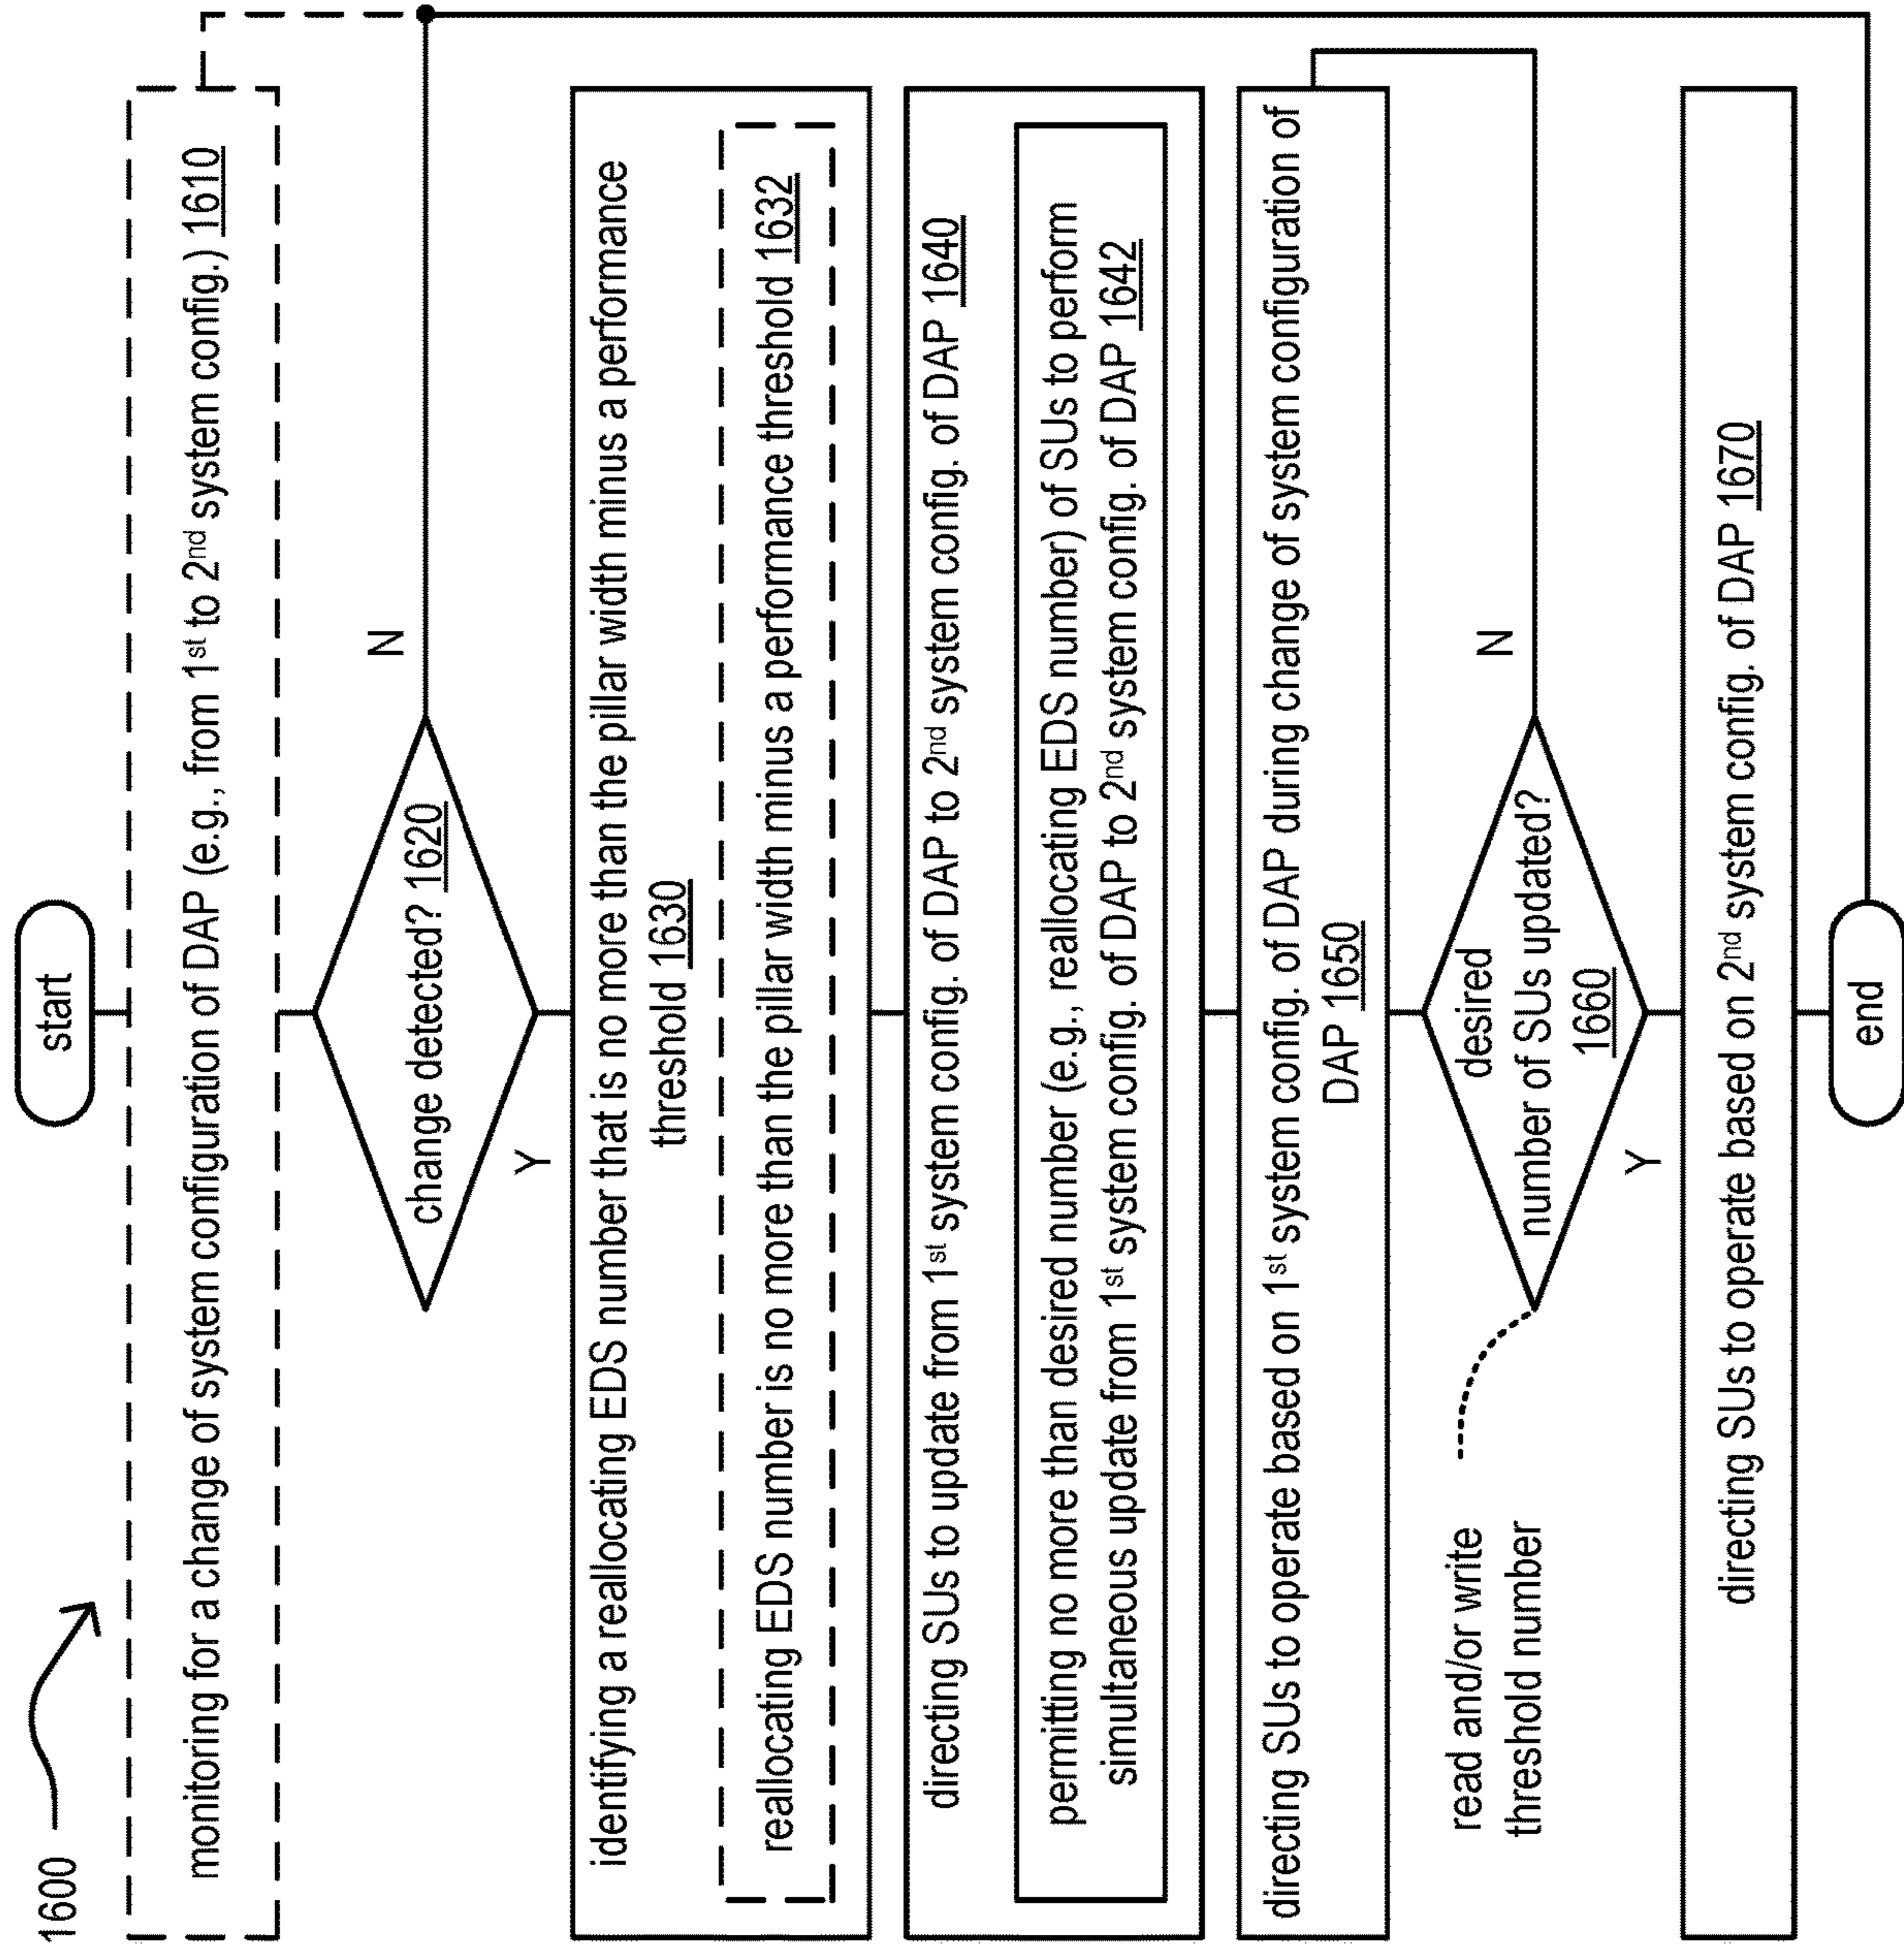 1600
start
monitoring for a change of system configuration of DAP (e.g., from 1st to 2nd system config.) 1610
change detected? 1620
N
Y
identifying a reallocating EDS number that is no more than the pillar width minus a performance
threshold 1630
reallocating EDS number is no more than the pillar width minus a performance threshold 1632
directing SUs to update from 1st system config. of DAP to 2nd system config. of DAP 1640
permitting no more than desired number (e.g., reallocating EDS number) of SUs to perform
simultaneous update from 1st system config. of DAP to 2nd system config. of DAP 1642
directing SUs to operate based on 1st system config. of DAP during change of system configuration of
DAP 1650
read and/or write
threshold number
desired
number of SUs updated?
1660
N
Y
directing SUs to operate based on 2nd system config. of DAP 1670
end